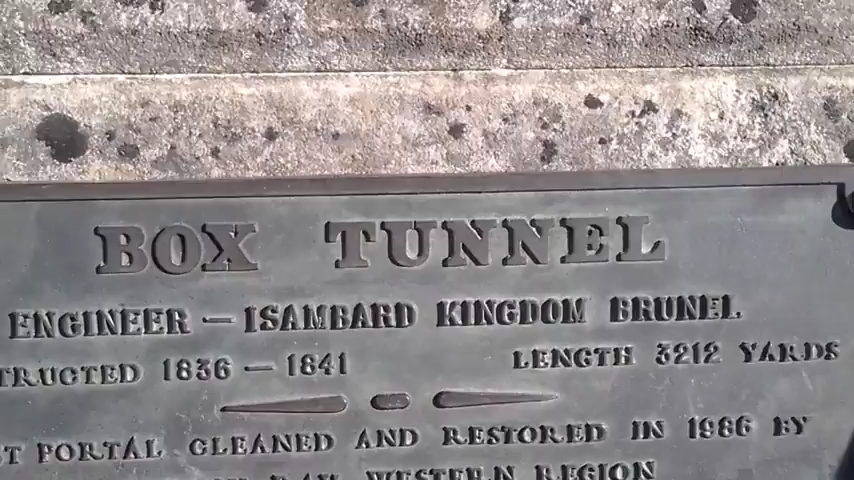 BOX TUNNEL
ENGINEER — ISAMBARD KINGDOM BRUNEL
TRUCTED 1836 — 1841 LENGTH 3212 YARDS
ST PORTAL CLEANED AND RESTORED IN 1986 BY
WESTERN REGION